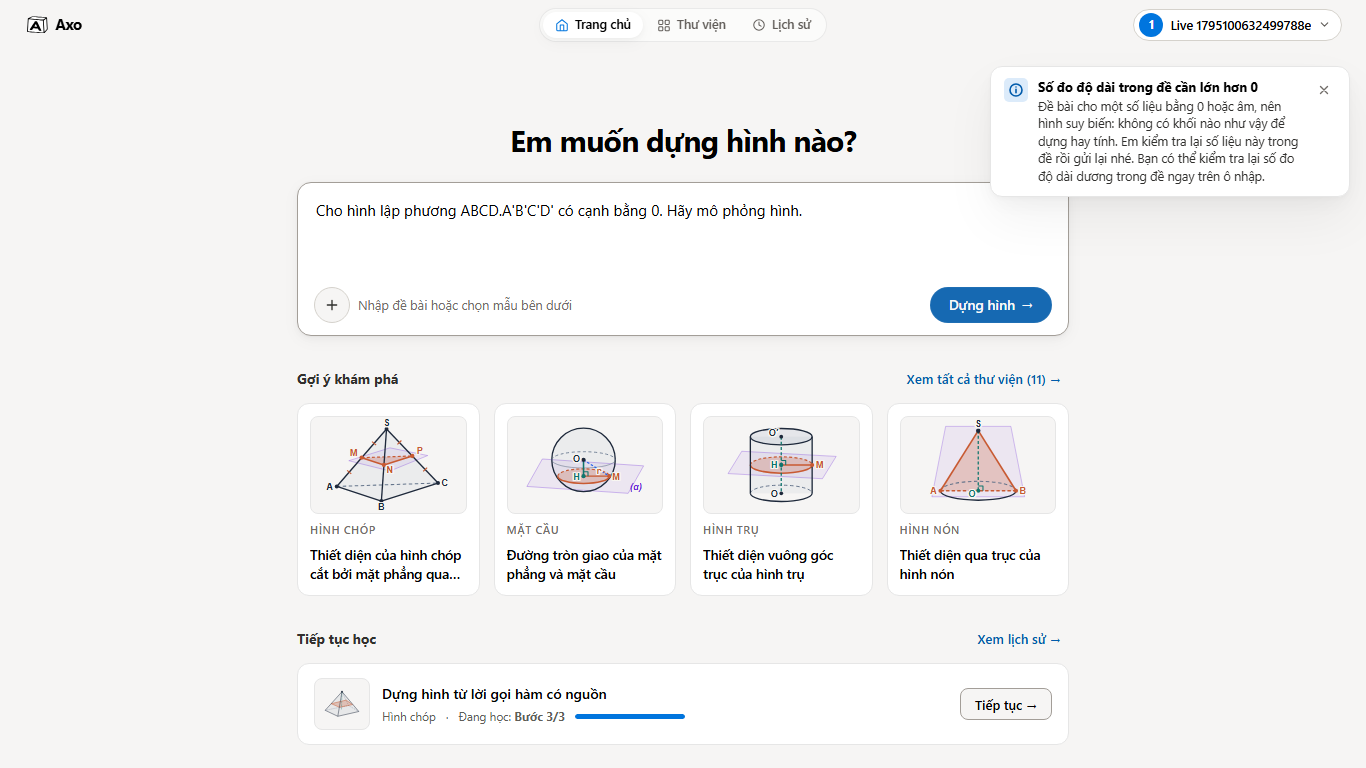 Axo
Trang chủ
Thư viện
Lịch sử
1
Live 1795100632499788e
Số đo độ dài trong đề cần lớn hơn 0
Đề bài cho một số liệu bằng 0 hoặc âm, nên
hình suy biến: không có khối nào như vậy để
dựng hay tính. Em kiểm tra lại số liệu này trong
đề rồi gửi lại nhé. Bạn có thể kiểm tra lại số đo
độ dài dương trong đề ngay trên ô nhập.
Em muốn dựng hình nào?
Cho hình lập phương ABCD.A'B'C'D' có cạnh bằng 0. Hãy mô phỏng hình.
Nhập đề bài hoặc chọn mẫu bên dưới
Dựng hình →
Gợi ý khám phá
Xem tất cả thư viện (11) →
S
M
P
N
A
C
B
O
H
r
M
(α)
O'
H
M
O
S
A
O
B
HÌNH CHÓP
Thiết diện của hình chóp
cắt bởi mặt phẳng qua...
MẶT CẦU
Đường tròn giao của mặt
phẳng và mặt cầu
HÌNH TRỤ
Thiết diện vuông góc
trục của hình trụ
HÌNH NÓN
Thiết diện qua trục của
hình nón
Tiếp tục học
Xem lịch sử →
Dựng hình từ lời gọi hàm có nguồn
Hình chóp · Đang học: Bước 3/3
Tiếp tục →